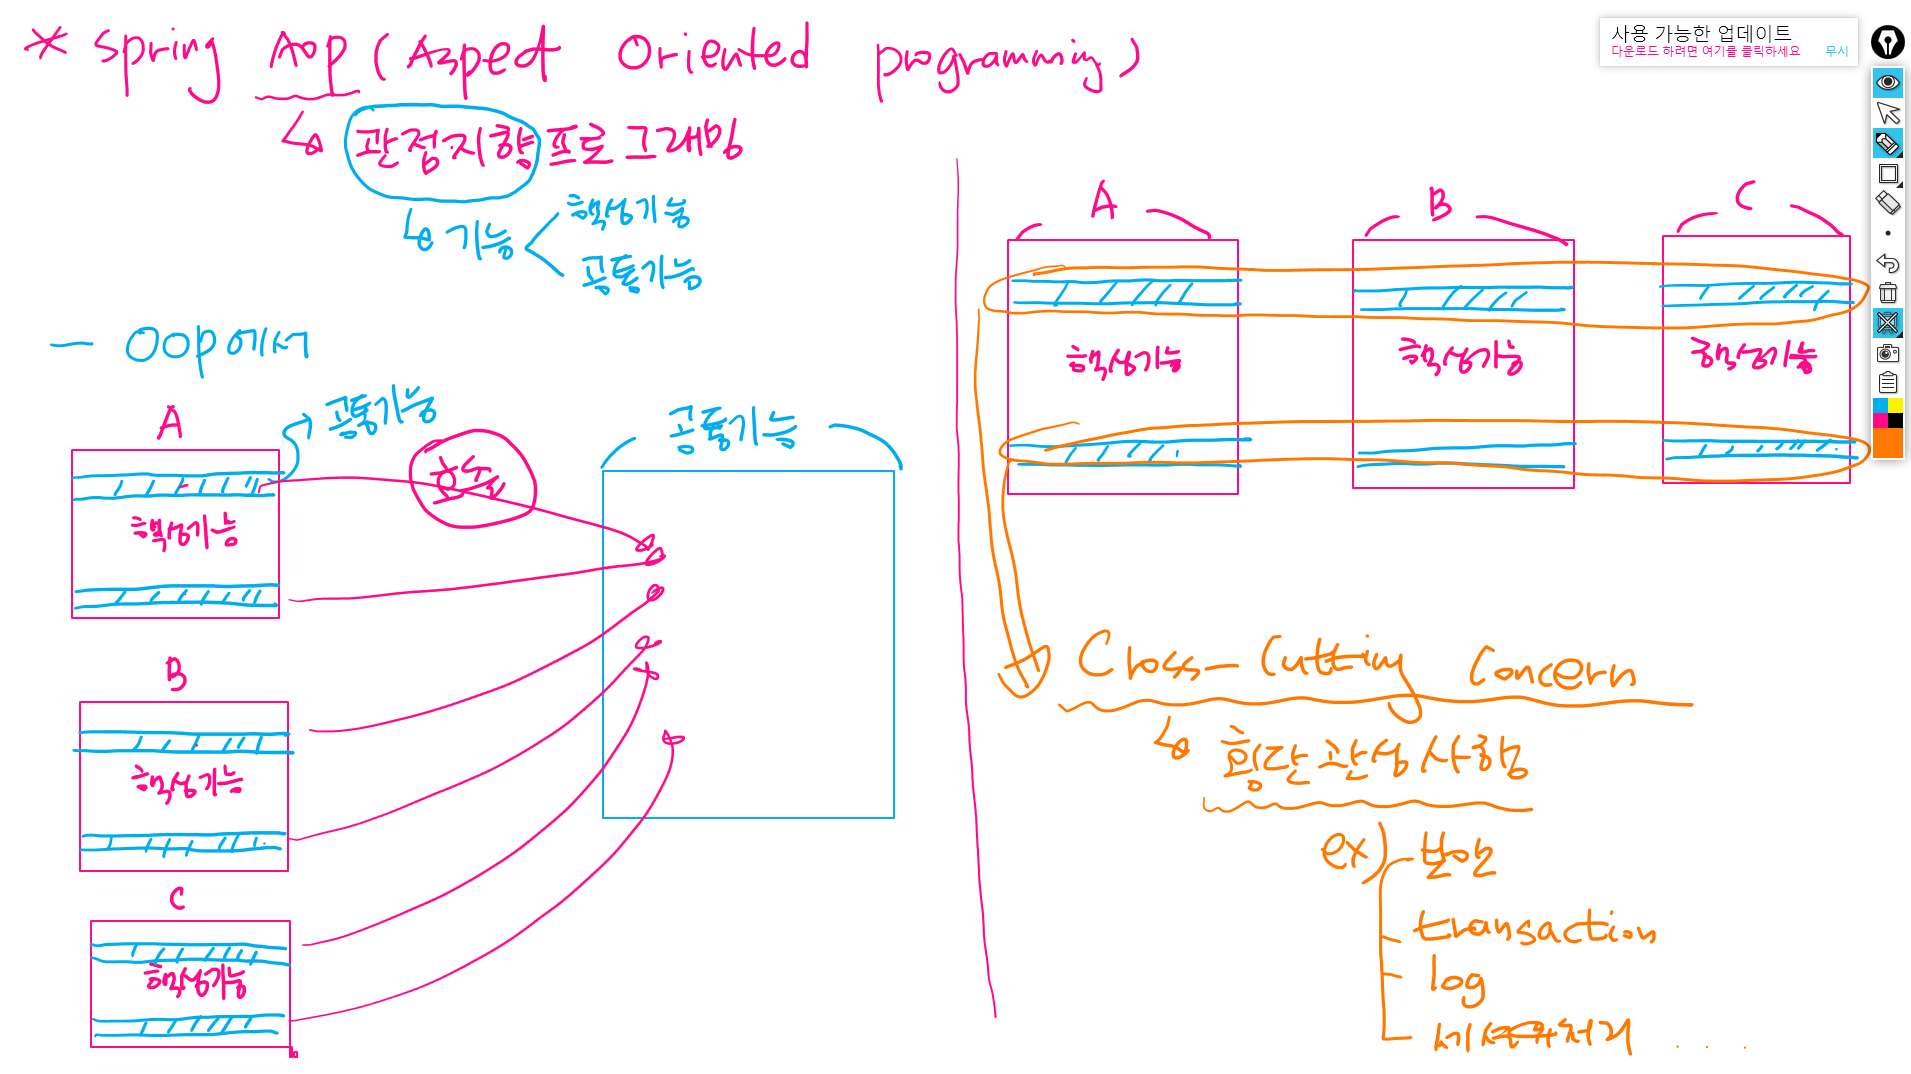 * Spring AOP (Aspect Oriented programming)
↳ 관점지향 프로그래밍
↳ 기능 < 핵심기능
공통기능
- OOP에서
A
공통기능
핵심기능
호출
공통기능
B
핵심기능
C
핵심기능
A
B
C
핵심기능
핵심기능
핵심기능
Cross-Cutting Concern
↳ 횡단관심사항
ex) 보안
transaction
log
처리 ....
사용 가능한 업데이트
다운로드 하려면 여기를 클릭하세요 무시